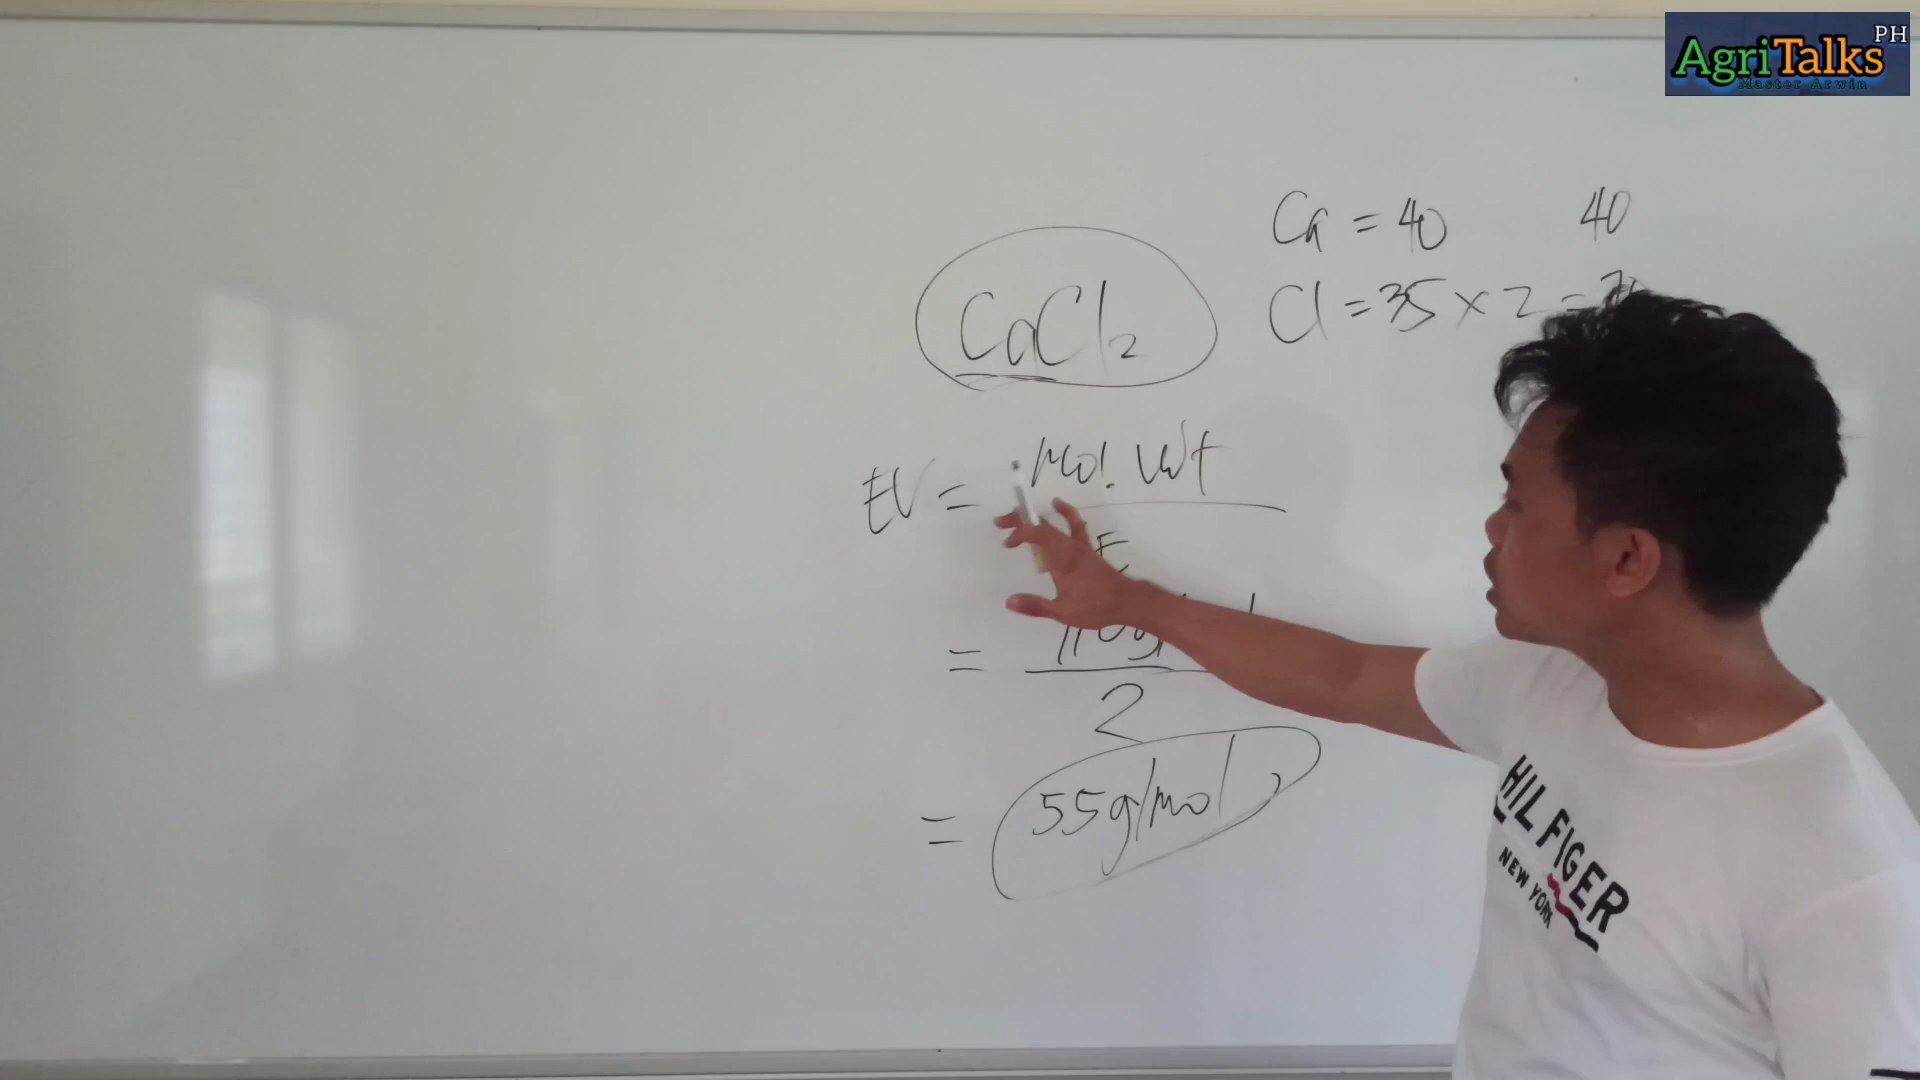 AgriTalks PH
Master Arwin
Ca = 40 40
Cl = 35 x 2 =
CaCl2
EV = Mol. Wt
E
=
2
= 55g/mol
HILFIGER
NEW YORK